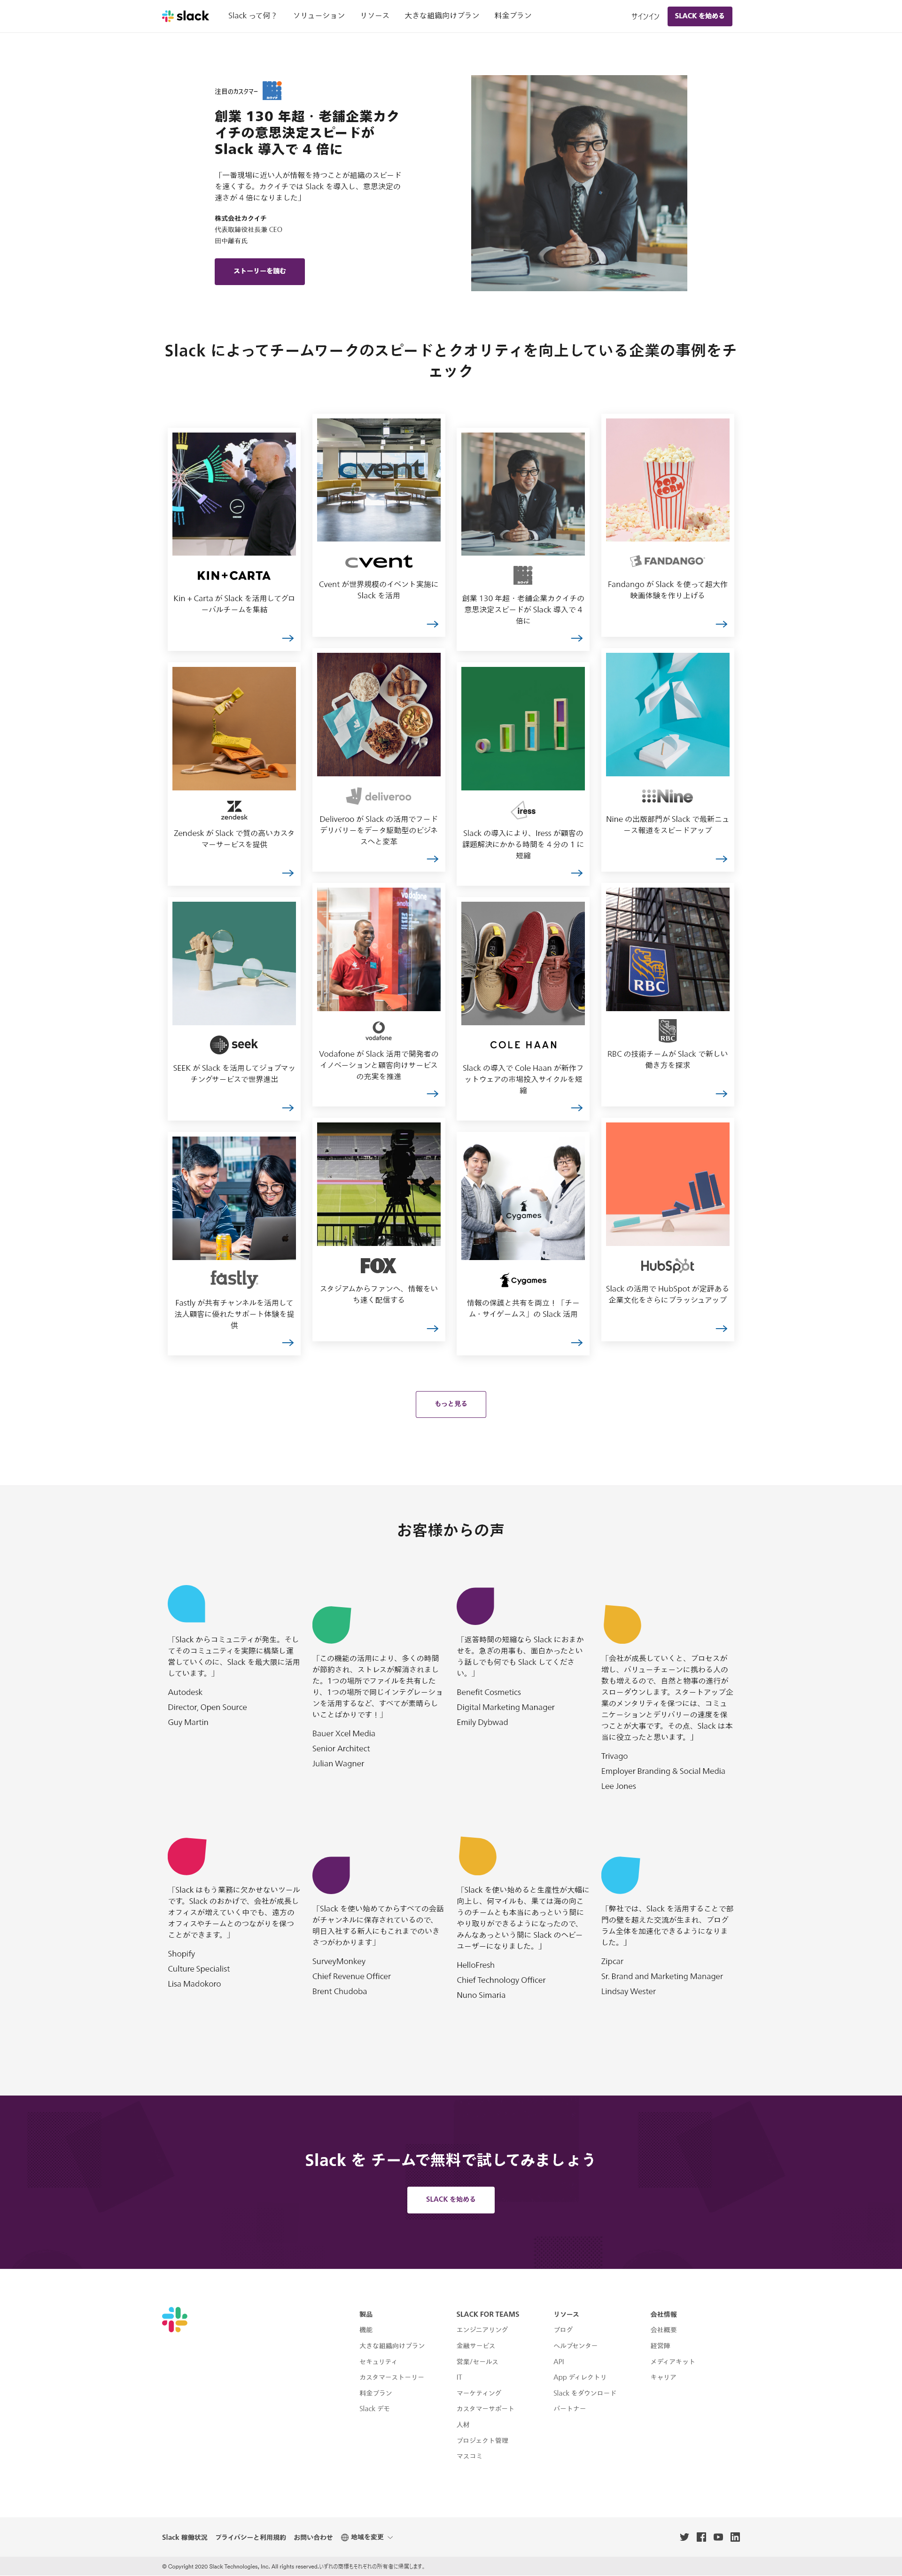 slack
Slack って何？
ソリューション
リソース
大きな組織向けプラン
料金プラン
サインイン
SLACK を始める
注目のカスタマー
創業 130 年超・老舗企業カク
イチの意思決定スピードが
Slack 導入で 4 倍に
「一番現場に近い人が情報を持つことが組織のスピード
を速くする。カクイチでは Slack を導入し、意思決定の
速さが 4 倍になりました」
株式会社カクイチ
代表取締役社長兼 CEO
田中離有氏
ストーリーを読む
Slack によってチームワークのスピードとクオリティを向上している企業の事例をチ
ェック
KIN+CARTA
Kin + Carta が Slack を活用してグロ
ーバルチームを集結
cvent
cvent
Cvent が世界規模のイベント実施に
Slack を活用
創業 130 年超・老舗企業カクイチの
意思決定スピードが Slack 導入で 4
倍に
POP
CORN
FANDANGO
Fandango が Slack を使って超大作
映画体験を作り上げる
zendesk
Zendesk が Slack で質の高いカスタ
マーサービスを提供
deliveroo
Deliveroo が Slack の活用でフード
デリバリーをデータ駆動型のビジネ
スへと変革
iress
Slack の導入により、Iress が顧客の
課題解決にかかる時間を 4 分の 1 に
短縮
Nine
Nine の出版部門が Slack で最新ニュ
ース報道をスピードアップ
seek
SEEK が Slack を活用してジョブマッ
チングサービスで世界進出
vodafone
Vodafone が Slack 活用で開発者の
イノベーションと顧客向けサービス
の充実を推進
COLE HAAN
Slack の導入で Cole Haan が新作フ
ットウェアの市場投入サイクルを短
縮
RBC
RBC
RBC の技術チームが Slack で新しい
働き方を探求
fastly
Fastly が共有チャンネルを活用して
法人顧客に優れたサポート体験を提
供
FOX
スタジアムからファンへ、情報をい
ち速く配信する
Cygames
Cygames
情報の保護と共有を両立！「チー
ム・サイゲームス」の Slack 活用
HubSpot
Slack の活用で HubSpot が定評ある
企業文化をさらにブラッシュアップ
もっと見る
お客様からの声
「Slack からコミュニティが発生。そし
てそのコミュニティを実際に構築し運
営していくのに、Slack を最大限に活用
しています。」
Autodesk
Director, Open Source
Guy Martin
「この機能の活用により、多くの時間
が節約され、ストレスが解消されまし
た。1つの場所でファイルを共有した
り、1つの場所で同じインテグレーショ
ンを活用するなど、すべてが素晴らし
いことばかりです！」
Bauer Xcel Media
Senior Architect
Julian Wagner
「返答時間の短縮なら Slack におまか
せを。急ぎの用事も、面白かったとい
う話しでも何でも Slack してくださ
い。」
Benefit Cosmetics
Digital Marketing Manager
Emily Dybwad
「会社が成長していくと、プロセスが
増し、バリューチェーンに携わる人の
数も増えるので、自然と物事の進行が
スローダウンします。スタートアップ企
業のメンタリティを保つには、コミュ
ニケーションとデリバリーの速度を保
つことが大事です。その点、Slack は本
当に役立ったと思います。」
Trivago
Employer Branding & Social Media
Lee Jones
「Slack はもう業務に欠かせないツール
です。Slack のおかげで、会社が成長し
オフィスが増えていく中でも、遠方の
オフィスやチームとのつながりを保つ
ことができます。」
Shopify
Culture Specialist
Lisa Madokoro
「Slack を使い始めてからすべての会話
がチャンネルに保存されているので、
明日入社する新人にもこれまでのいき
さつがわかります」
SurveyMonkey
Chief Revenue Officer
Brent Chudoba
「Slack を使い始めると生産性が大幅に
向上し、何マイルも、果ては海の向こ
うのチームとも本当にあっという間に
やり取りができるようになったので、
みんなあっという間に Slack のヘビー
ユーザーになりました。」
HelloFresh
Chief Technology Officer
Nuno Simaria
「弊社では、Slack を活用することで部
門の壁を超えた交流が生まれ、プログ
ラム全体を加速化できるようになりま
した。」
Zipcar
Sr. Brand and Marketing Manager
Lindsay Wester
Slack を チームで無料で試してみましょう
SLACK を始める
製品
機能
大きな組織向けプラン
セキュリティ
カスタマーストーリー
料金プラン
Slack デモ
SLACK FOR TEAMS
エンジニアリング
金融サービス
営業/セールス
IT
マーケティング
カスタマーサポート
人材
プロジェクト管理
マスコミ
リソース
ブログ
ヘルプセンター
API
App ディレクトリ
Slack をダウンロード
パートナー
会社情報
会社概要
経営陣
メディアキット
キャリア
Slack 稼働状況
プライバシーと利用規約
お問い合わせ
地域を変更
© Copyright 2020 Slack Technologies, Inc. All rights reserved.いずれの商標もそれぞれの所有者に帰属します。